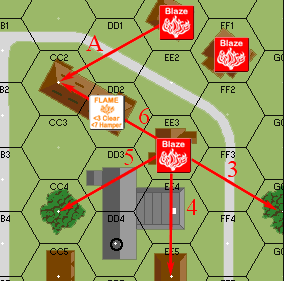 B1
DD1
FF1
Blaze
A
Blaze
CC2
EE2
B2
DD2
FF2
FLAME
<3 Clear
<7 Hamper
6
CC3
EE3
Blaze
B3
DD3
FF3
5
3
CC4
EE4
4
B4
DD4
FF4
CC5
EE5